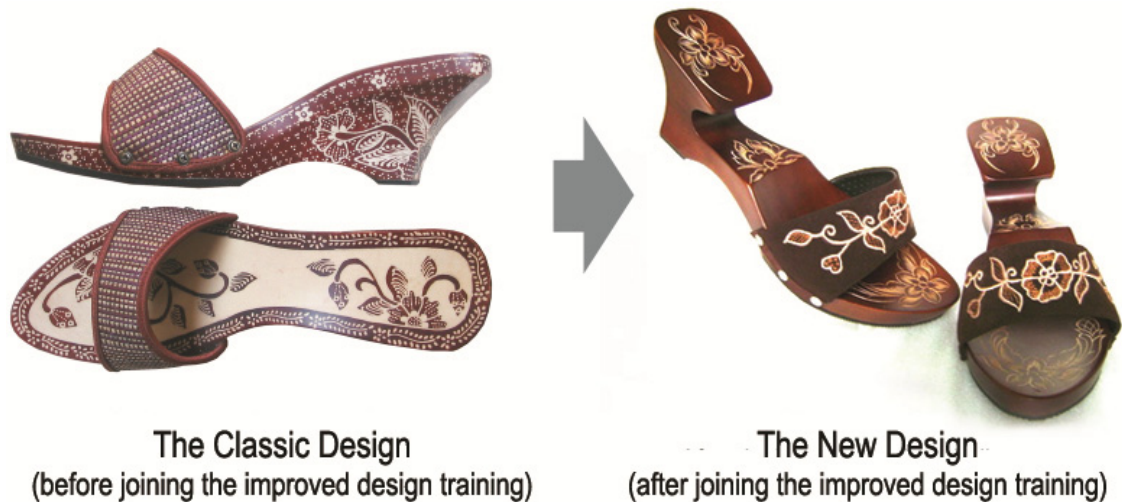 The Classic Design
(before joining the improved design training)
The New Design
(after joining the improved design training)